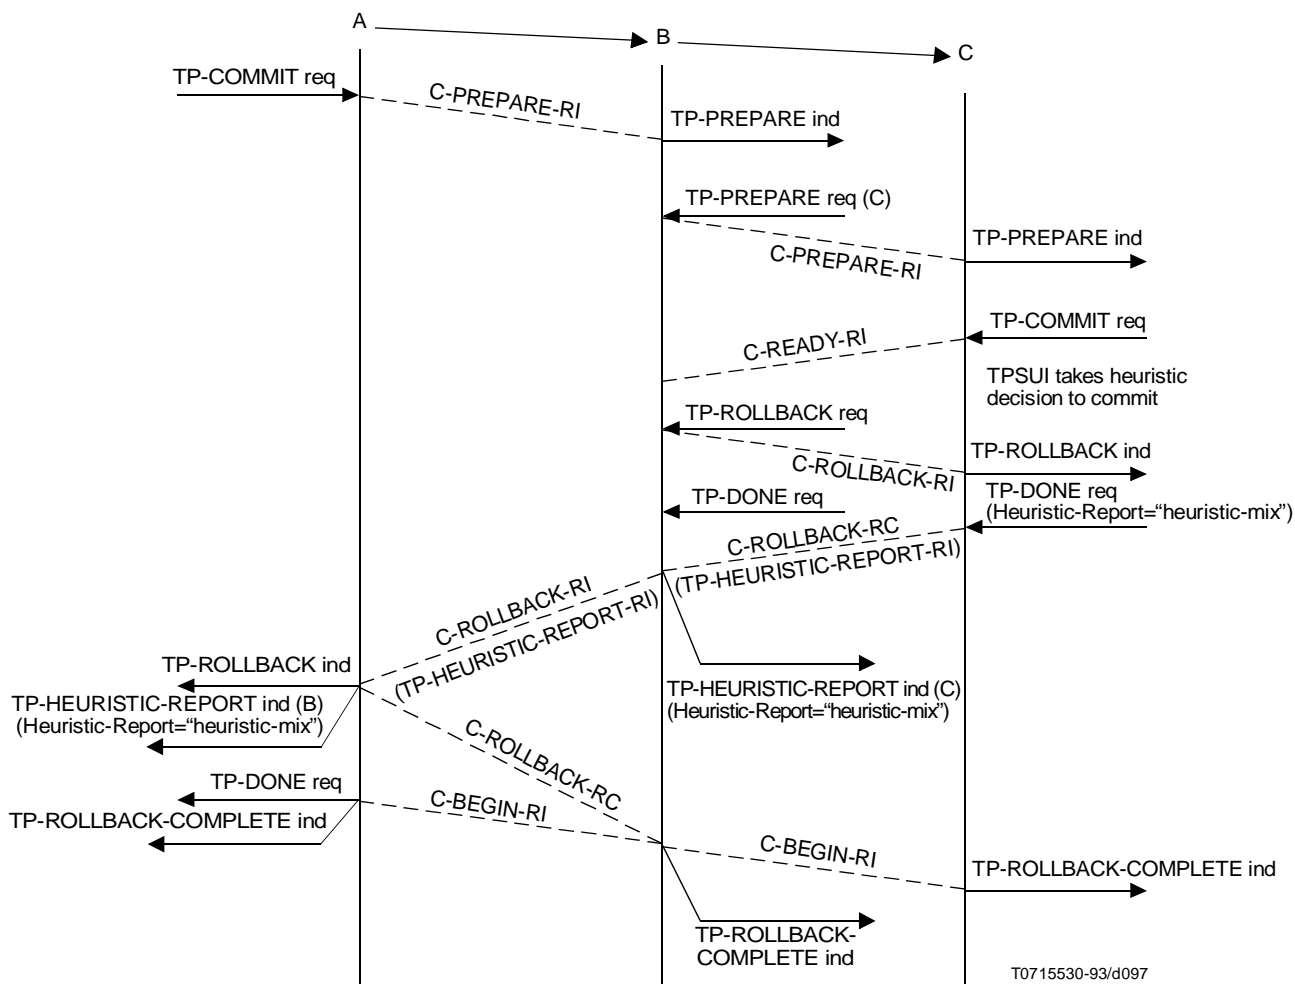 A
B
C
TP-COMMIT req
C-PREPARE-RI
TP-PREPARE ind
TP-PREPARE req (C)
C-PREPARE-RI
TP-PREPARE ind
TP-COMMIT req
C-READY-RI
TPSUI takes heuristic
decision to commit
TP-ROLLBACK req
C-ROLLBACK-RI
TP-ROLLBACK ind
TP-DONE req
TP-DONE req
(Heuristic-Report=“heuristic-mix”)
C-ROLLBACK-RC
(TP-HEURISTIC-REPORT-RI)
C-ROLLBACK-RI
(TP-HEURISTIC-REPORT-RI)
TP-ROLLBACK ind
TP-HEURISTIC-REPORT ind (B)
(Heuristic-Report=“heuristic-mix”)
TP-HEURISTIC-REPORT ind (C)
(Heuristic-Report=“heuristic-mix”)
C-ROLLBACK-RC
TP-DONE req
C-BEGIN-RI
TP-ROLLBACK-COMPLETE ind
C-BEGIN-RI
TP-ROLLBACK-COMPLETE ind
TP-ROLLBACK-
COMPLETE ind
T0715530-93/d097